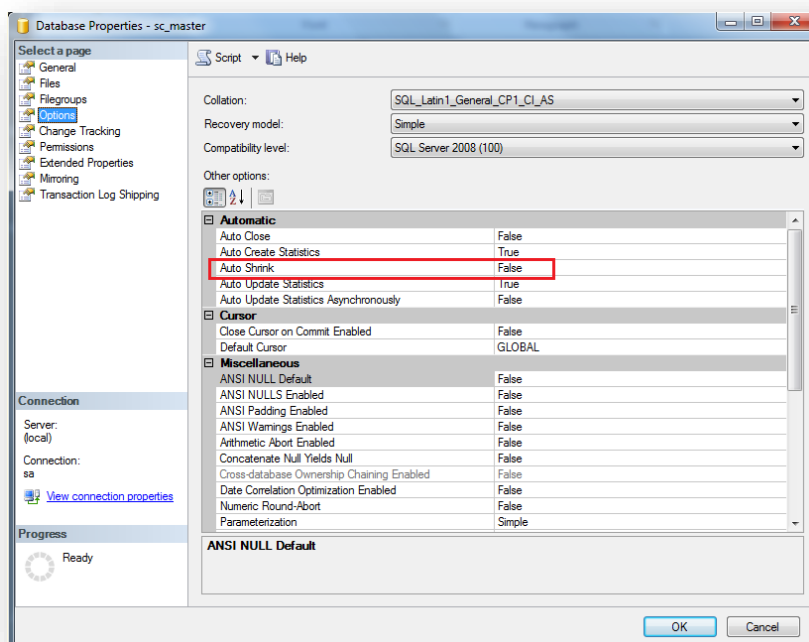 Database Properties - sc_master
Select a page
General
Files
Filegroups
Options
Change Tracking
Permissions
Extended Properties
Mirroring
Transaction Log Shipping
Connection
Server:
(local)
Connection:
sa
View connection properties
Progress
Ready
Script Help
Collation: SQL_Latin1_General_CP1_CI_AS
Recovery model: Simple
Compatibility level: SQL Server 2008 (100)
Other options:
Automatic
Auto Close False
Auto Create Statistics True
Auto Shrink False
Auto Update Statistics True
Auto Update Statistics Asynchronously False
Cursor
Close Cursor on Commit Enabled False
Default Cursor GLOBAL
Miscellaneous
ANSI NULL Default False
ANSI NULLS Enabled False
ANSI Padding Enabled False
ANSI Warnings Enabled False
Arithmetic Abort Enabled False
Concatenate Null Yields Null False
Cross-database Ownership Chaining Enabled False
Date Correlation Optimization Enabled False
Numeric Round-Abort False
Parameterization Simple
ANSI NULL Default
OK Cancel